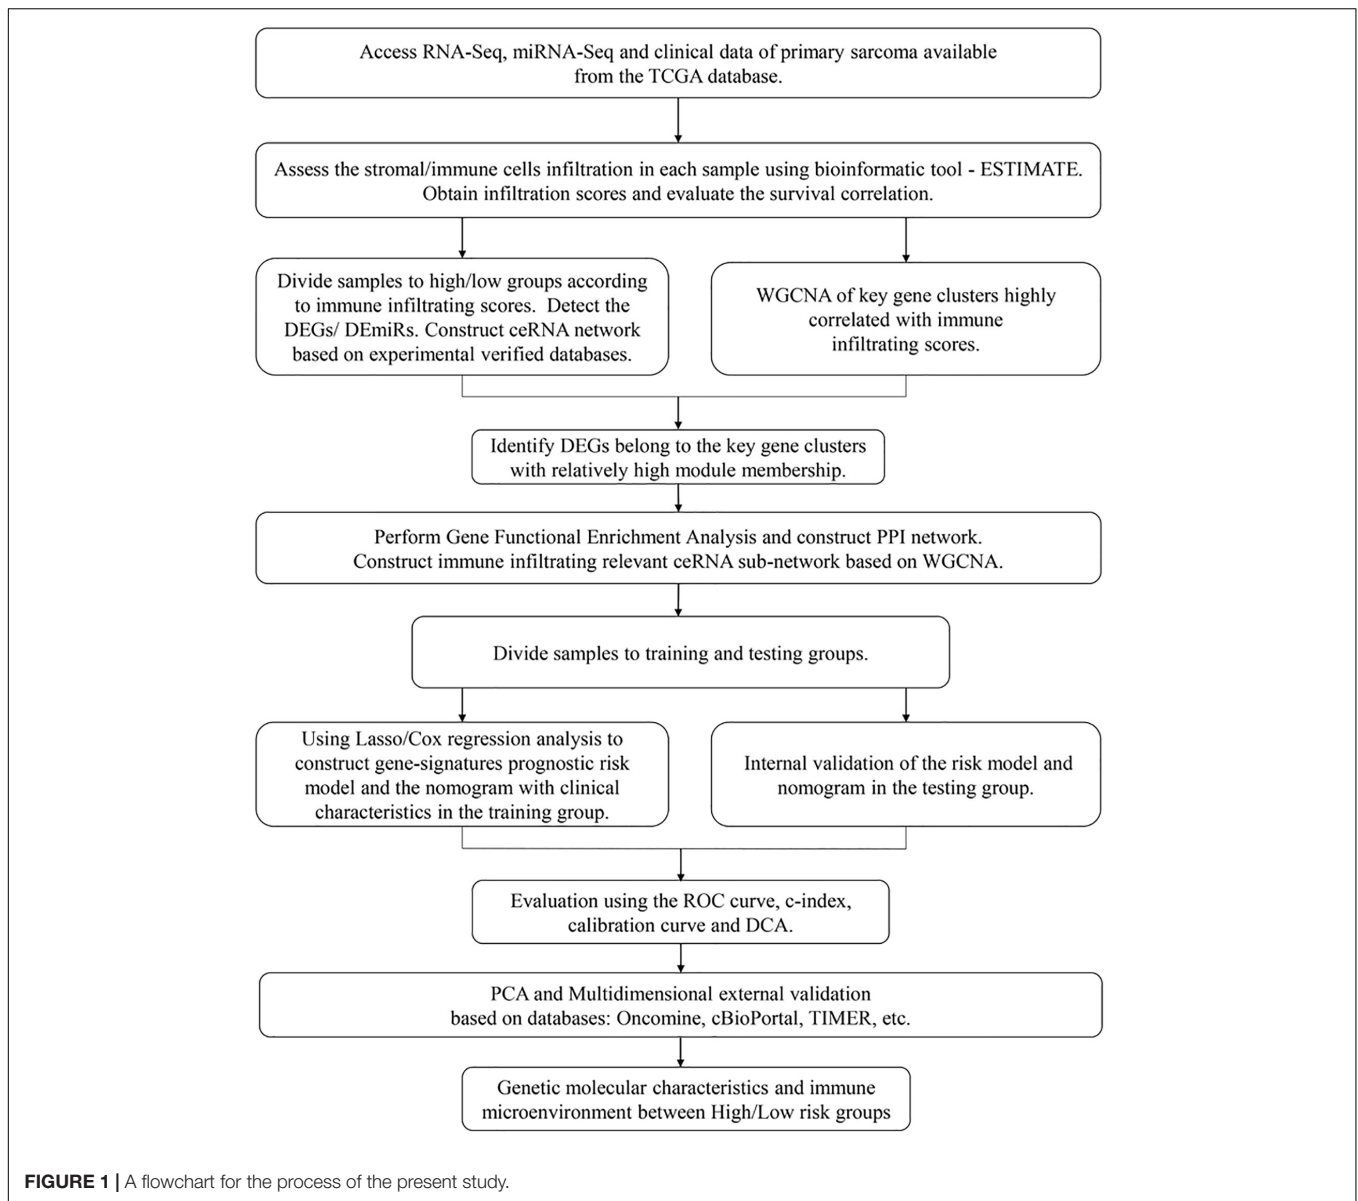 Access RNA-Seq, miRNA-Seq and clinical data of primary sarcoma available
from the TCGA database.
Assess the stromal/immune cells infiltration in each sample using bioinformatic tool - ESTIMATE.
Obtain infiltration scores and evaluate the survival correlation.
Divide samples to high/low groups according
to immune infiltrating scores. Detect the
DEGs/ DEmiRs. Construct ceRNA network
based on experimental verified databases.
WGCNA of key gene clusters highly
correlated with immune
infiltrating scores.
Identify DEGs belong to the key gene clusters
with relatively high module membership.
Perform Gene Functional Enrichment Analysis and construct PPI network.
Construct immune infiltrating relevant ceRNA sub-network based on WGCNA.
Divide samples to training and testing groups.
Using Lasso/Cox regression analysis to
construct gene-signatures prognostic risk
model and the nomogram with clinical
characteristics in the training group.
Internal validation of the risk model and
nomogram in the testing group.
Evaluation using the ROC curve, c-index,
calibration curve and DCA.
PCA and Multidimensional external validation
based on databases: Oncomine, cBioPortal, TIMER, etc.
Genetic molecular characteristics and immune
microenvironment between High/Low risk groups
FIGURE 1 | A flowchart for the process of the present study.